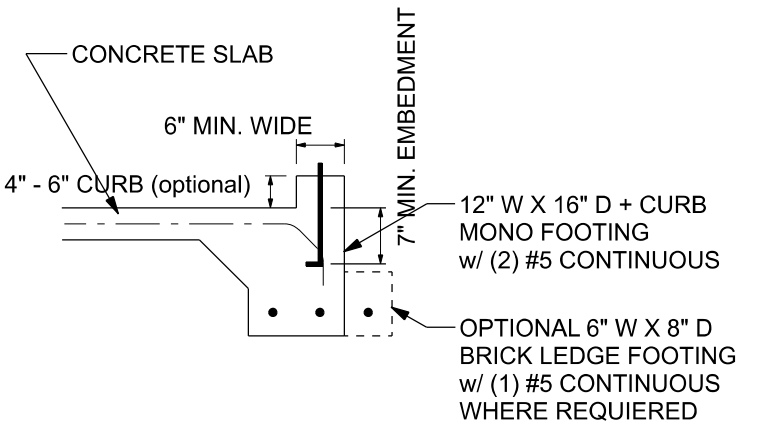 CONCRETE SLAB
6" MIN. WIDE
7" MIN. EMBEDMENT
4" - 6" CURB (optional)
12" W X 16" D + CURB
MONO FOOTING
w/ (2) #5 CONTINUOUS
OPTIONAL 6" W X 8" D
BRICK LEDGE FOOTING
w/ (1) #5 CONTINUOUS
WHERE REQUIERED